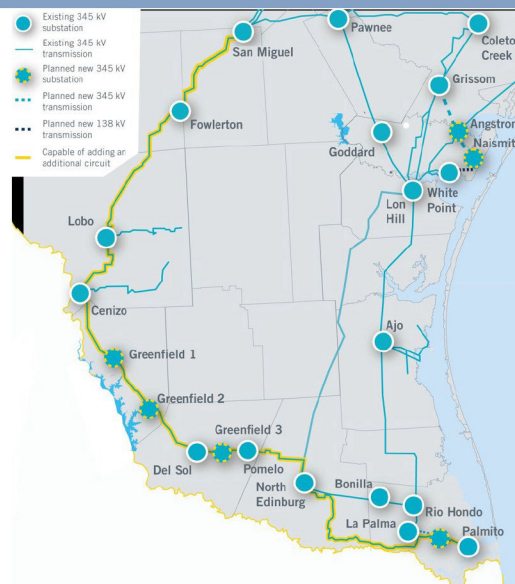 Existing 345 kV
substation
Existing 345 kV
transmission
Planned new 345 kV
substation
Planned new 345 kV
transmission
Planned new 138 kV
transmission
Capable of adding an
additional circuit
San Miguel
Pawnee
Coleto
Creek
Grissom
Fowlerton
Angstrom
Goddard
Naismit
White
Point
Lon
Hill
Lobo
Cenizo
Ajo
Greenfield 1
Greenfield 2
Greenfield 3
Del Sol
Pomelo
North
Edinburg
Bonilla
Rio Hondo
La Palma
Palmito